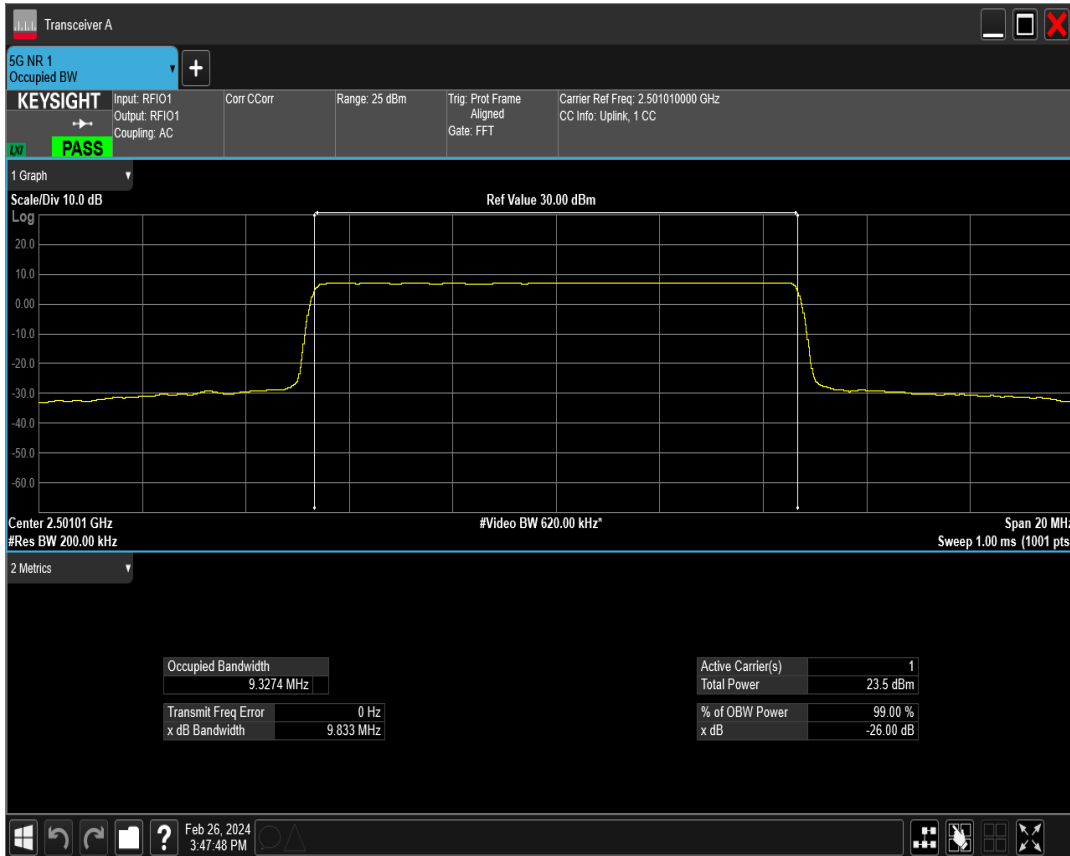 Transceiver A
5G NR 1
Occupied BW
KEYSIGHT
LXI
PASS
Input: RFIO1
Output: RFIO1
Coupling: AC
Corr CCorr
Range: 25 dBm
Trig: Prot Frame
Aligned
Gate: FFT
Carrier Ref Freq: 2.501010000 GHz
CC Info: Uplink, 1 CC
1 Graph
Scale/Div 10.0 dB
Ref Value 30.00 dBm
Log
20.0
10.0
0.00
-10.0
-20.0
-30.0
-40.0
-50.0
-60.0
Center 2.50101 GHz
#Video BW 620.00 kHz*
Span 20 MHz
#Res BW 200.00 kHz
Sweep 1.00 ms (1001 pts
2 Metrics
Occupied Bandwidth
9.3274 MHz
Transmit Freq Error 0 Hz
x dB Bandwidth 9.833 MHz
Active Carrier(s) 1
Total Power 23.5 dBm
% of OBW Power 99.00 %
x dB -26.00 dB
?
Feb 26, 2024
3:47:48 PM